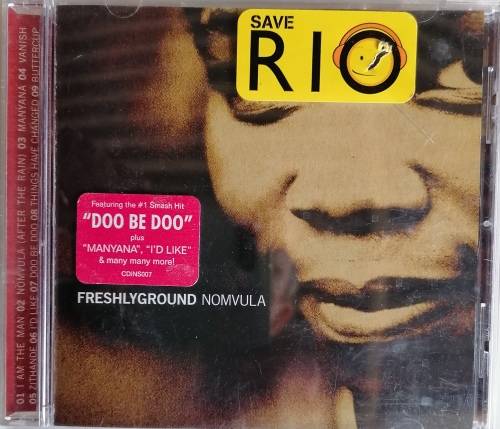 SAVE
RIO
Featuring the #1 Smash Hit
"DOO BE DOO"
plus
"MANYANA", "I'D LIKE"
& many many more!
CDINS007
FRESHLYGROUND NOMVULA
01 I AM THE MAN 02 NOMVULA (AFTER THE RAIN) 03 MANYANA 04 VANISH
05 ZITHANDE 06 I'D LIKE 07 DOO BE DOO 08 THINGS HAVE CHANGED 09 BUTTERCUP